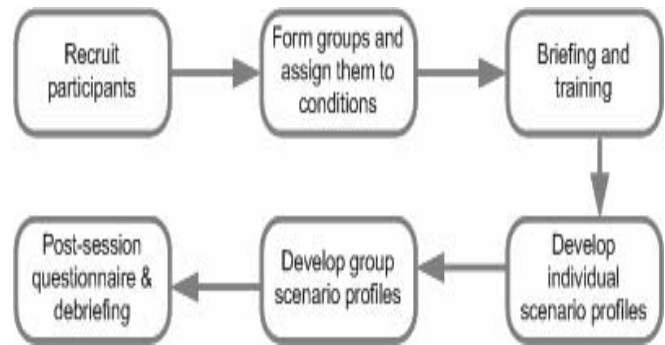 Recruit
participants
Form groups and
assign them to
conditions
Briefing and
training
Develop
individual
scenario profiles
Develop group
scenario profiles
Post-session
questionnaire &
debriefing